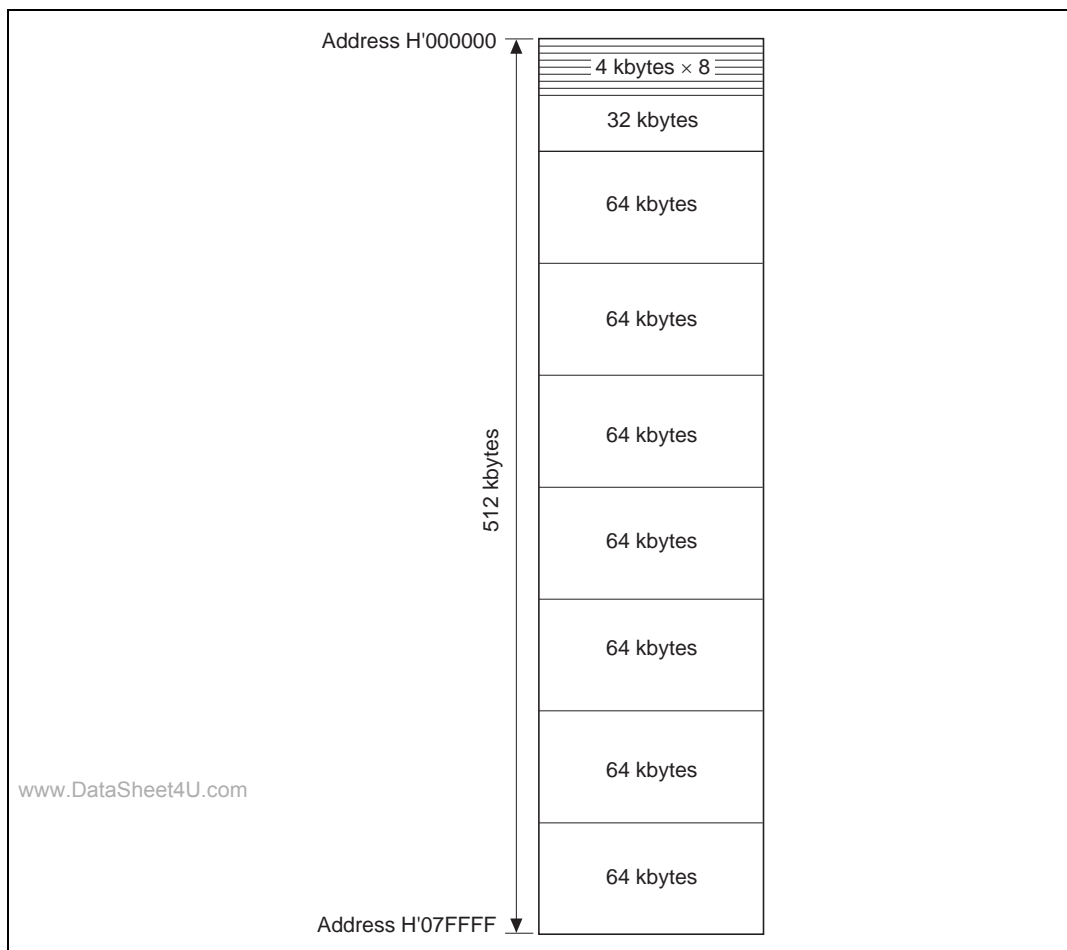 Address H'000000
4 kbytes × 8
32 kbytes
64 kbytes
64 kbytes
64 kbytes
512 kbytes
64 kbytes
64 kbytes
64 kbytes
www.DataSheet4U.com
64 kbytes
Address H'07FFFF